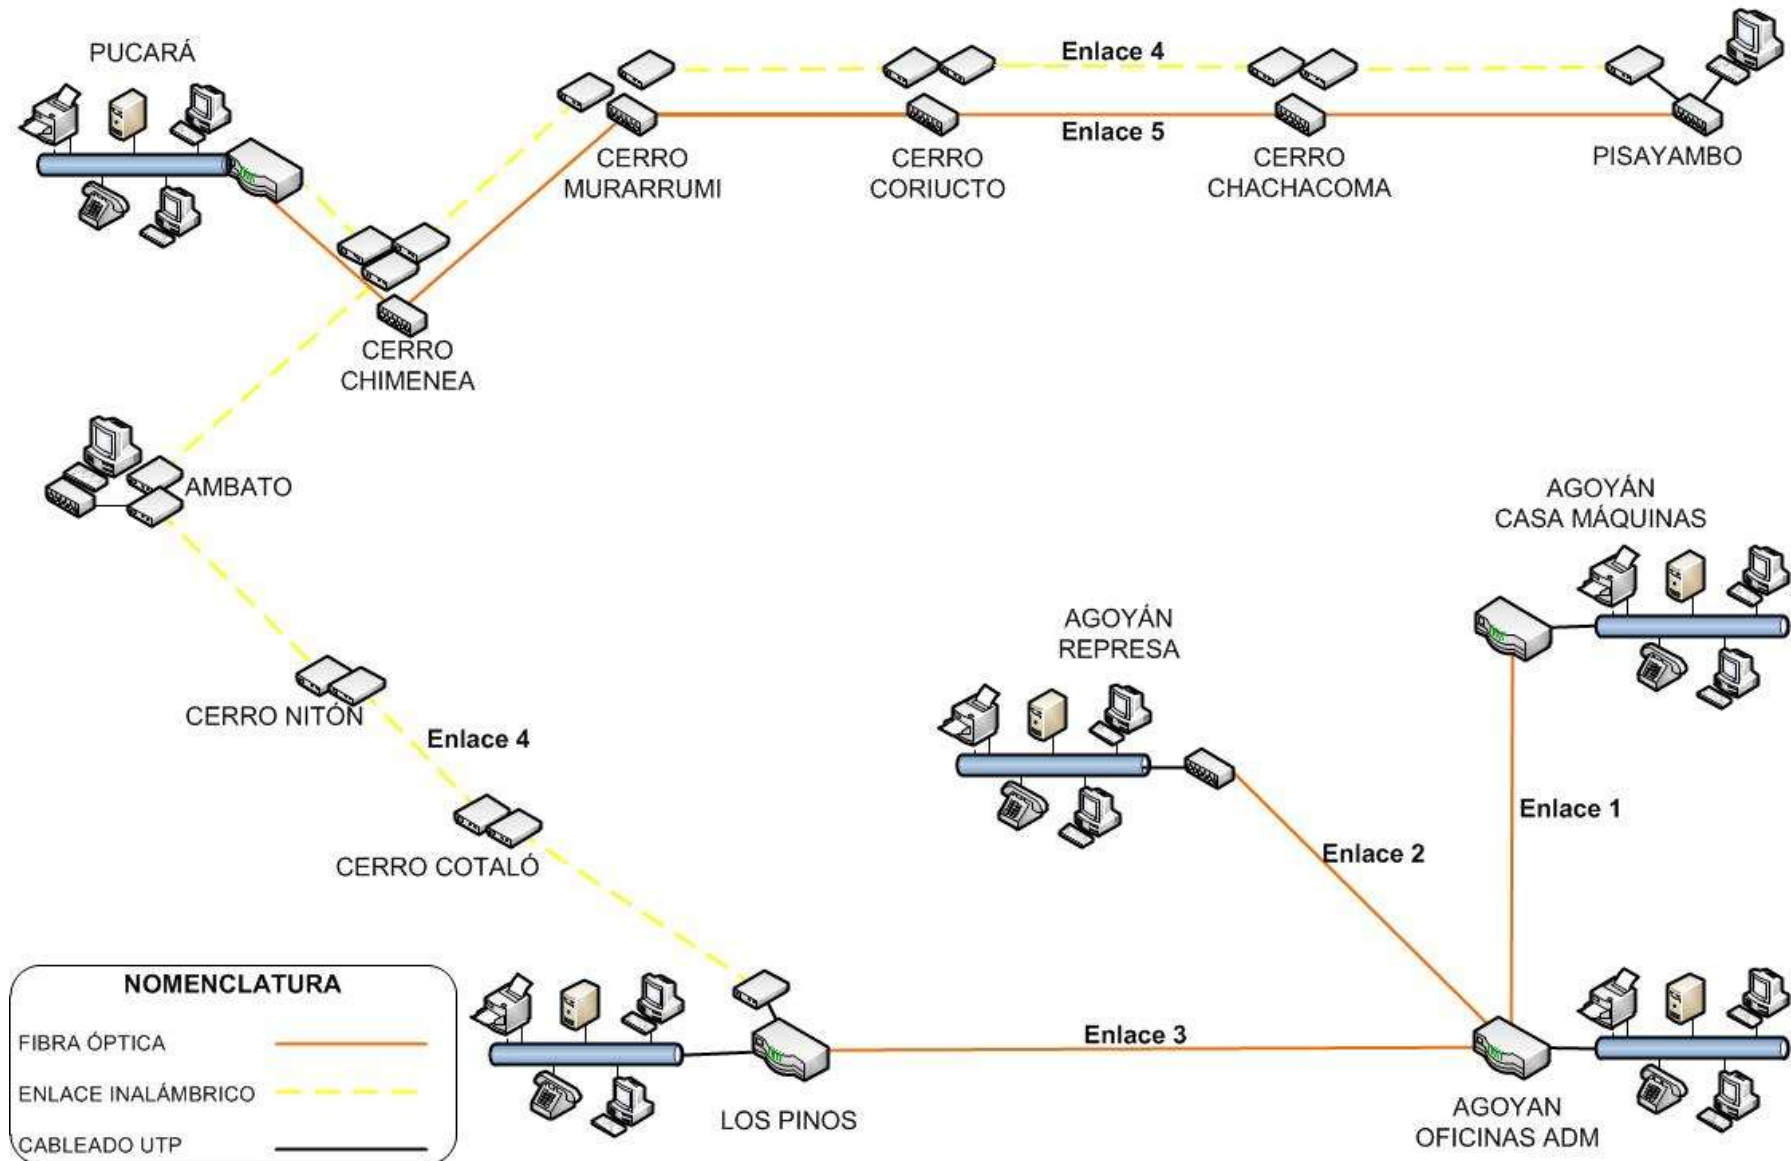 PUCARÁ
Enlace 4
Enlace 5
CERRO
MURARRUMI
CERRO
CORIUCTO
CERRO
CHACHACOMA
PISAYAMBO
CERRO
CHIMENEA
AMBATO
AGOYÁN
CASA MÁQUINAS
AGOYÁN
REPRESA
CERRO NITÓN
Enlace 4
Enlace 1
Enlace 2
CERRO COTALÓ
NOMENCLATURA
FIBRA ÓPTICA
ENLACE INALÁMBRICO
CABLEADO UTP
Enlace 3
LOS PINOS
AGOYAN
OFICINAS ADM